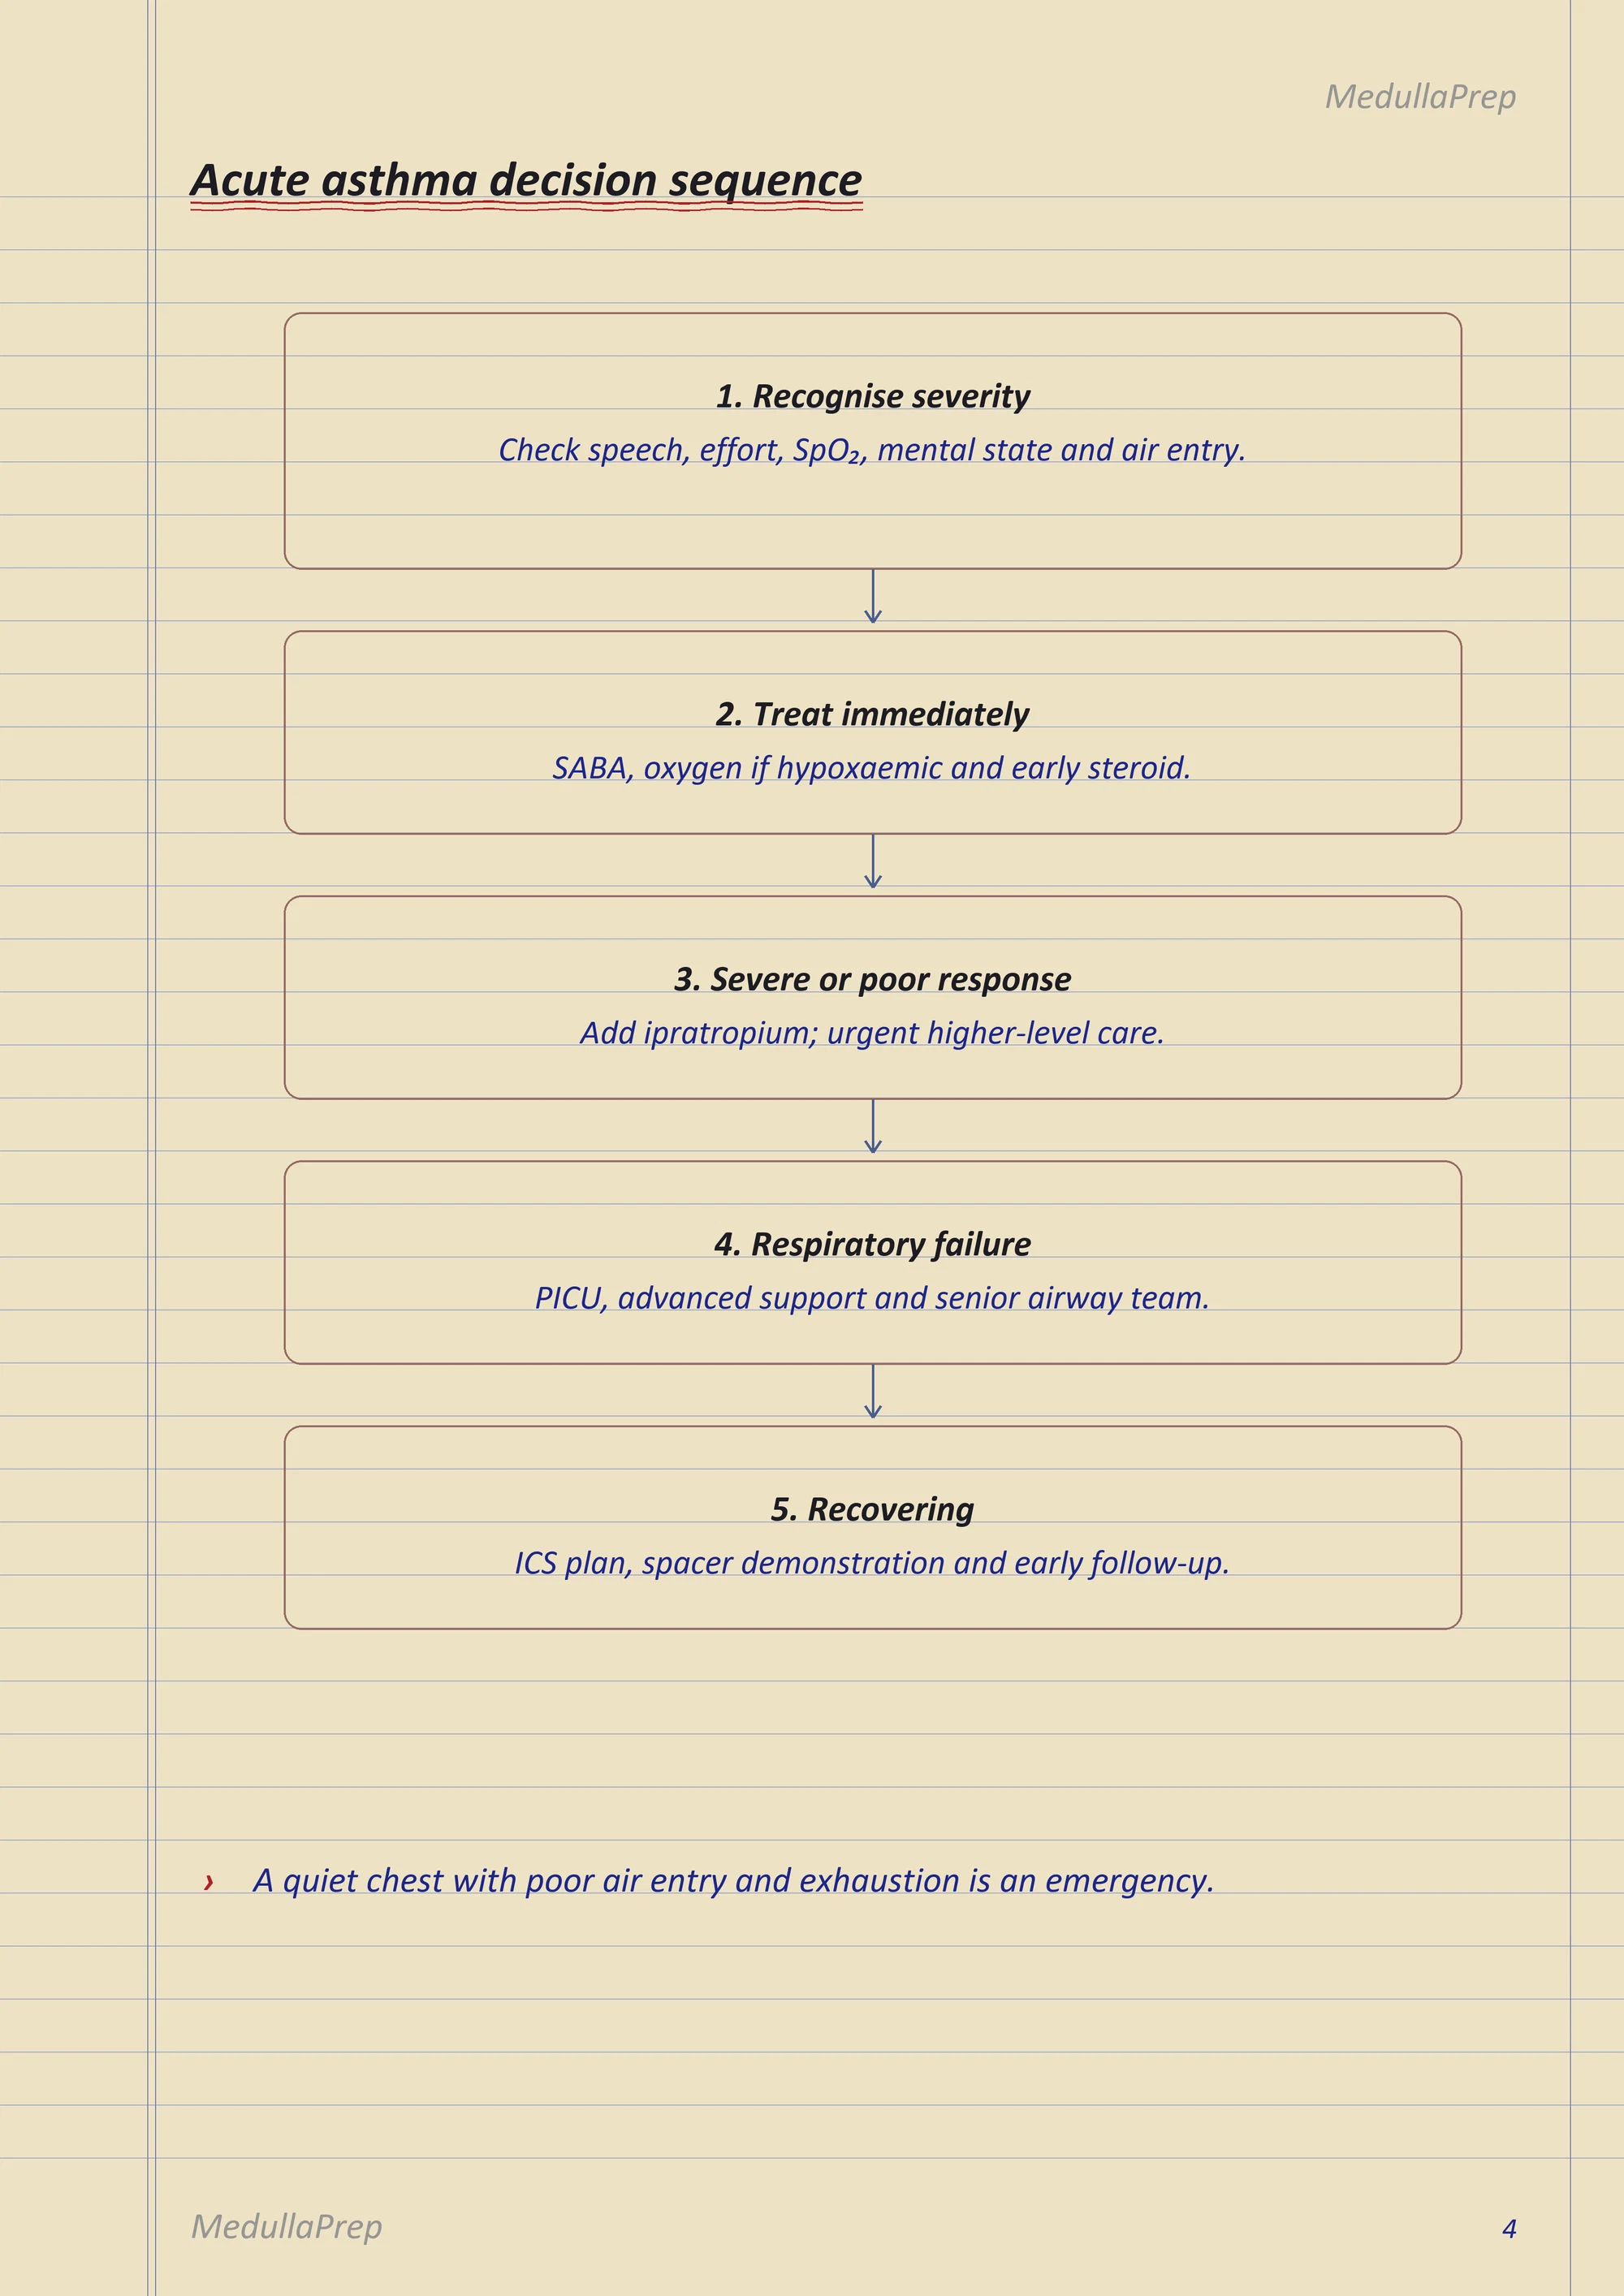 MedullaPrep
Acute asthma decision sequence
1. Recognise severity
Check speech, effort, SpO₂, mental state and air entry.
2. Treat immediately
SABA, oxygen if hypoxaemic and early steroid.
3. Severe or poor response
Add ipratropium; urgent higher-level care.
4. Respiratory failure
PICU, advanced support and senior airway team.
5. Recovering
ICS plan, spacer demonstration and early follow-up.
› A quiet chest with poor air entry and exhaustion is an emergency.
MedullaPrep
4